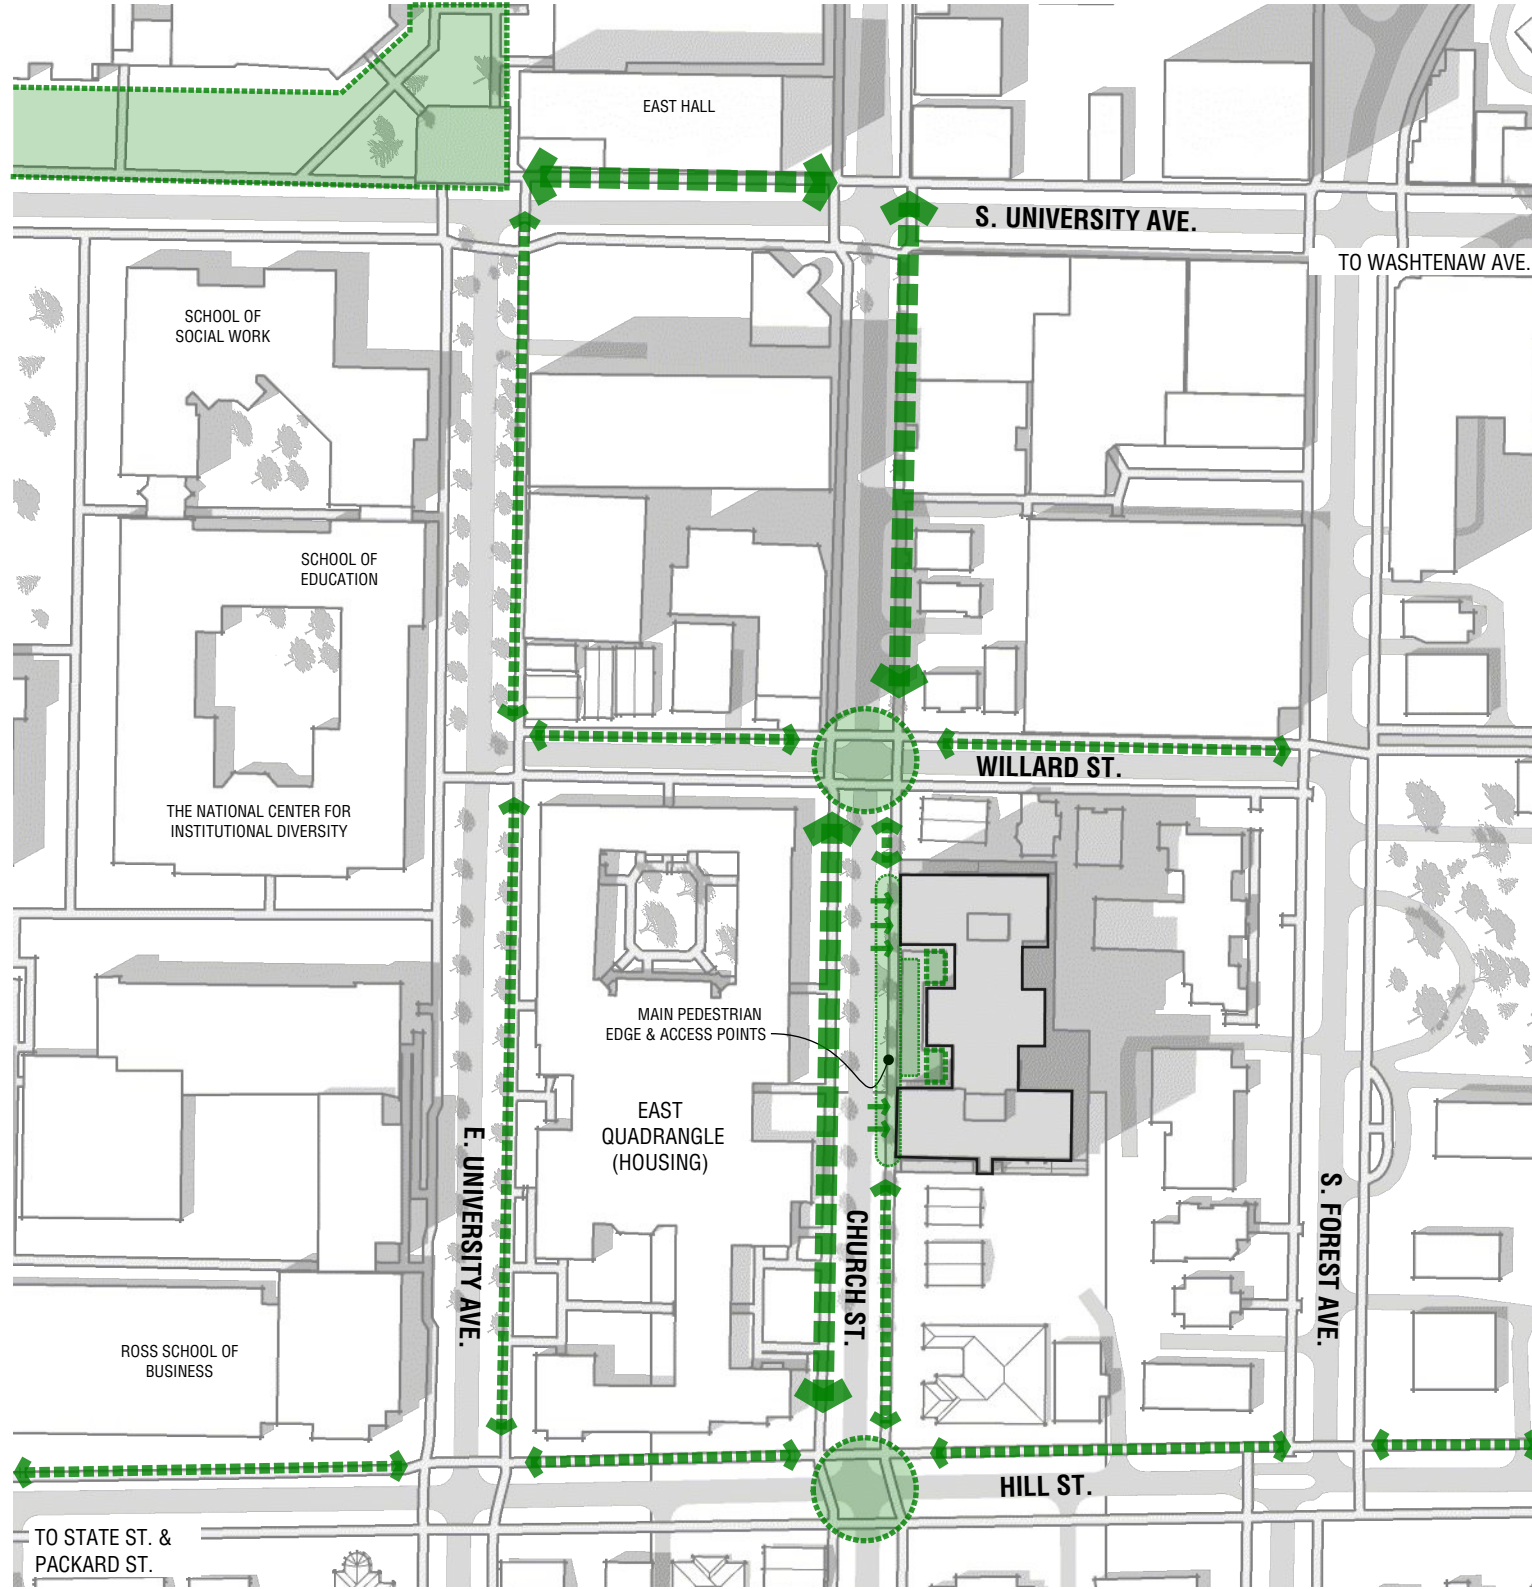 EAST HALL
S. UNIVERSITY AVE.
TO WASHTENAW AVE.
SCHOOL OF
SOCIAL WORK
SCHOOL OF
EDUCATION
WILLARD ST.
THE NATIONAL CENTER FOR
INSTITUTIONAL DIVERSITY
MAIN PEDESTRIAN
EDGE & ACCESS POINTS
EAST
QUADRANGLE
(HOUSING)
E. UNIVERSITY AVE.
CHURCH ST.
S. FOREST AVE.
ROSS SCHOOL OF
BUSINESS
HILL ST.
TO STATE ST. &
PACKARD ST.